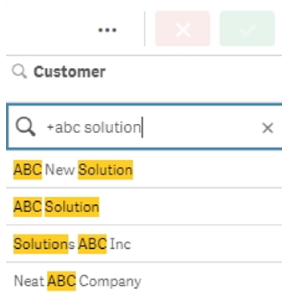 Customer
+abc solution
ABC New Solution
ABC Solution
Solutions ABC Inc
Neat ABC Company